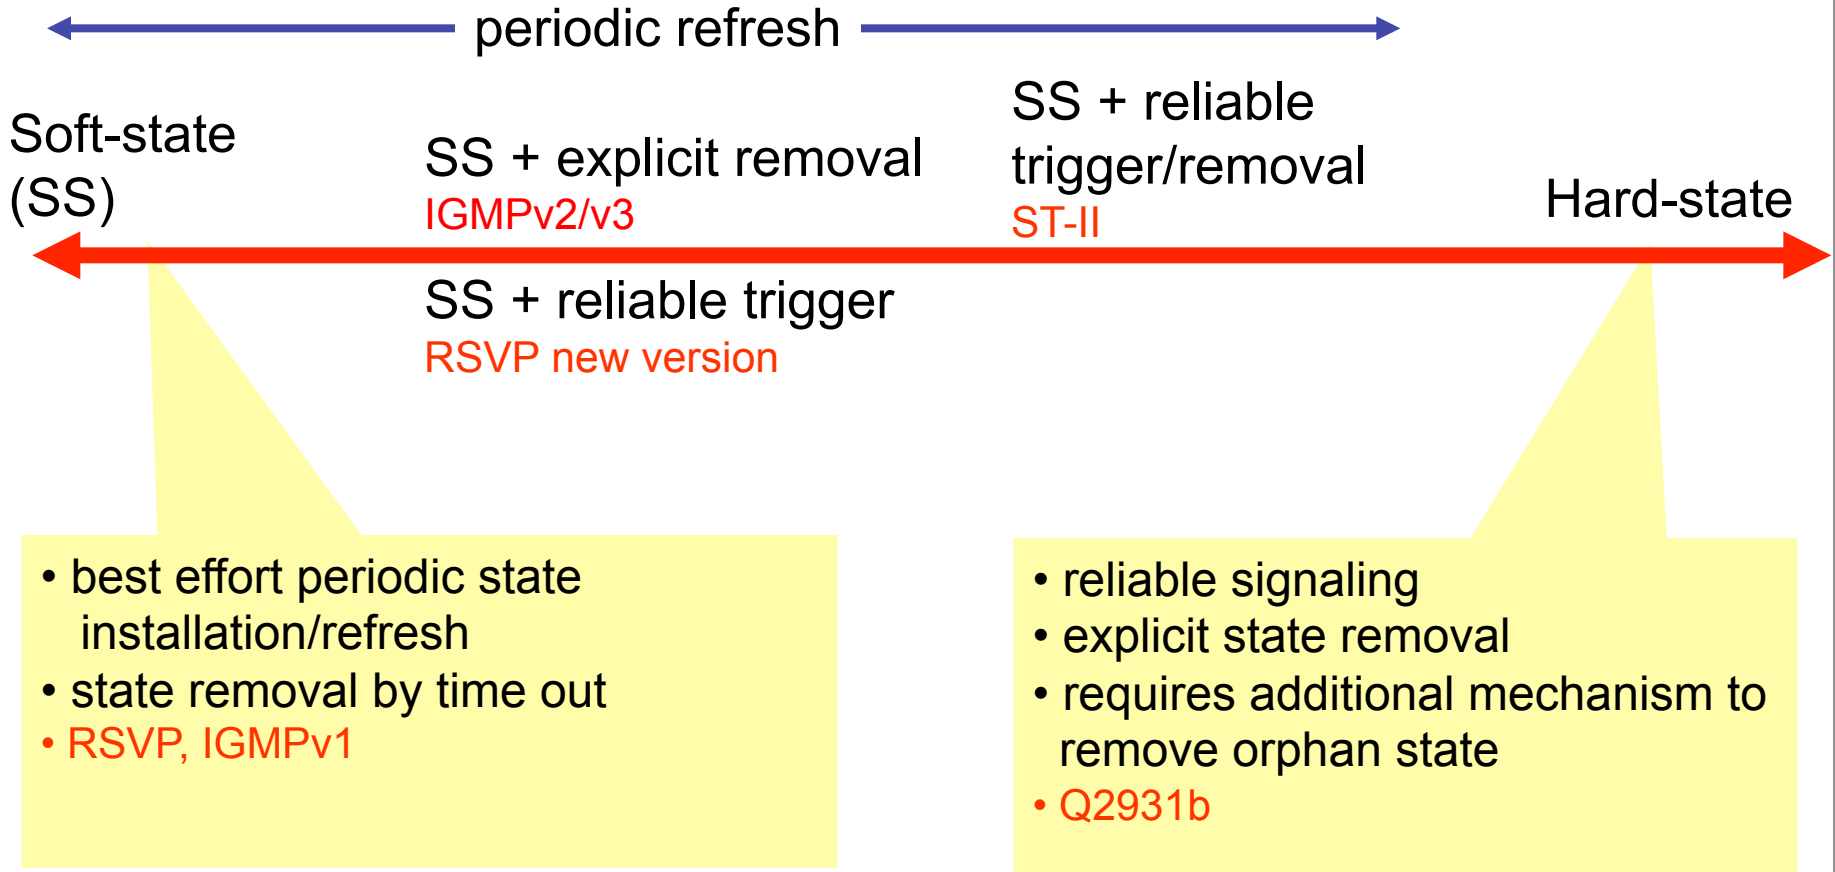 periodic refresh
Soft-state
(SS)
SS + explicit removal
IGMPv2/v3
SS + reliable
trigger/removal
ST-II
Hard-state
SS + reliable trigger
RSVP new version
• best effort periodic state
installation/refresh
• state removal by time out
• RSVP, IGMPv1
• reliable signaling
• explicit state removal
• requires additional mechanism to
remove orphan state
• Q2931b